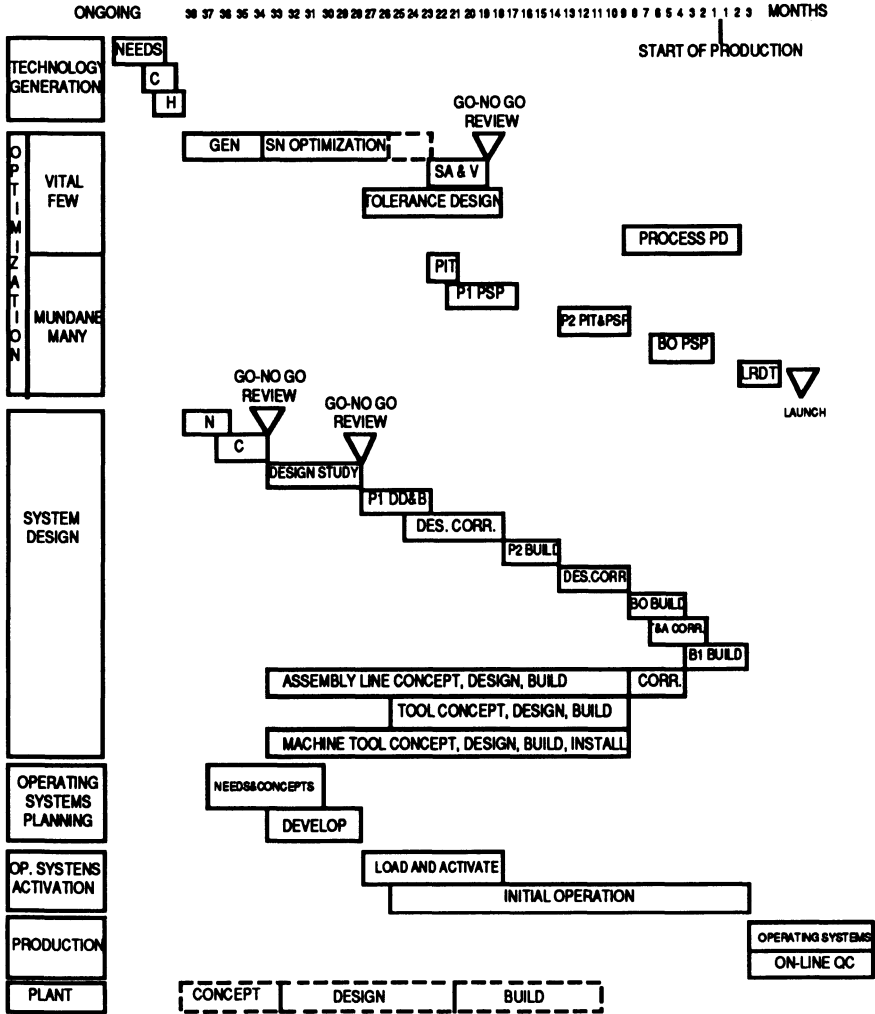 ONGOING
38 37 36 35 34 33 32 31 30 29 28 27 26 25 24 23 22 21 20 19 18 17 16 15 14 13 12 11 10 9 8 7 6 5 4 3 2 1 1 2 3 MONTHS
START OF PRODUCTION
TECHNOLOGY
GENERATION
NEEDS
C
H
OPTIMIZATION
VITAL
FEW
GEN
SN OPTIMIZATION
GO-NO GO
REVIEW
SA & V
TOLERANCE DESIGN
PROCESS PD
MUNDANE
MANY
PIT
P1 PSP
P2 PIT&PSP
BO PSP
LRDT
LAUNCH
SYSTEM
DESIGN
GO-NO GO
REVIEW
GO-NO GO
REVIEW
N
C
DESIGN STUDY
P1 DD&B
DES. CORR.
P2 BUILD
DES.CORR
BO BUILD
T&A CORR.
B1 BUILD
ASSEMBLY LINE CONCEPT, DESIGN, BUILD
CORR.
TOOL CONCEPT, DESIGN, BUILD
MACHINE TOOL CONCEPT, DESIGN, BUILD, INSTALL
OPERATING
SYSTEMS
PLANNING
NEEDS&CONCEPTS
DEVELOP
OP. SYSTENS
ACTIVATION
LOAD AND ACTIVATE
INITIAL OPERATION
PRODUCTION
OPERATING SYSTEMS
ON-LINE QC
PLANT
CONCEPT
DESIGN
BUILD